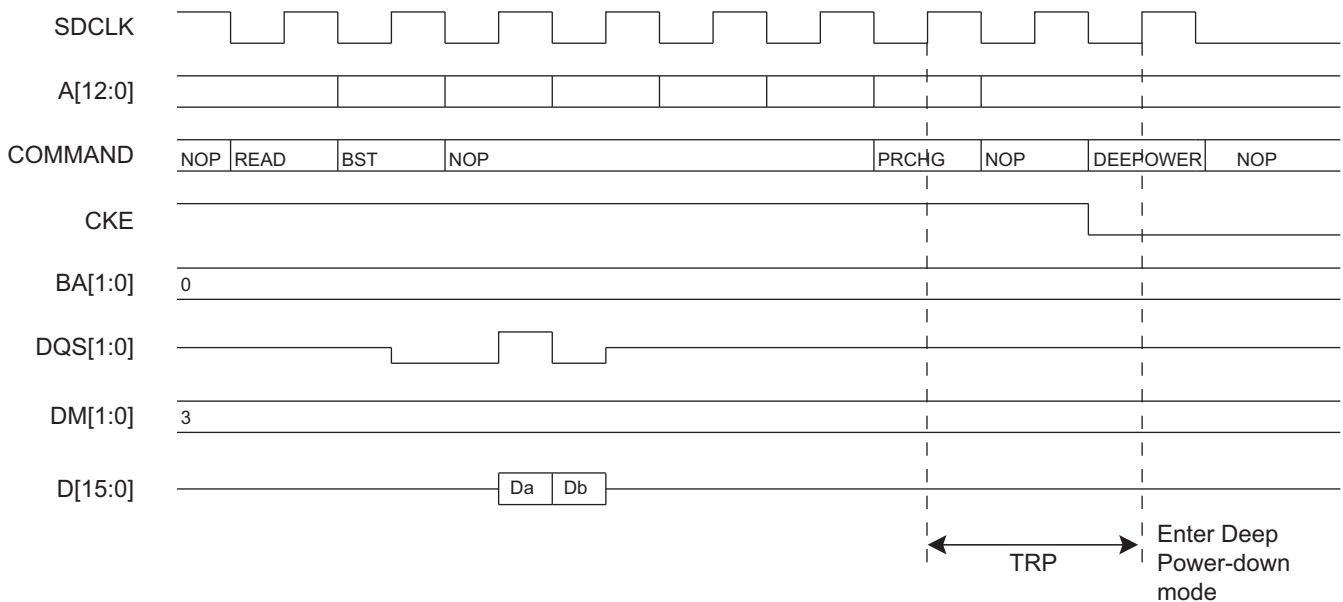 SDCLK
A[12:0]
COMMAND NOP READ BST NOP PRCHG NOP DEEPOWER NOP
CKE
BA[1:0] 0
DQS[1:0]
DM[1:0] 3
D[15:0] Da Db
TRP
Enter Deep
Power-down
mode